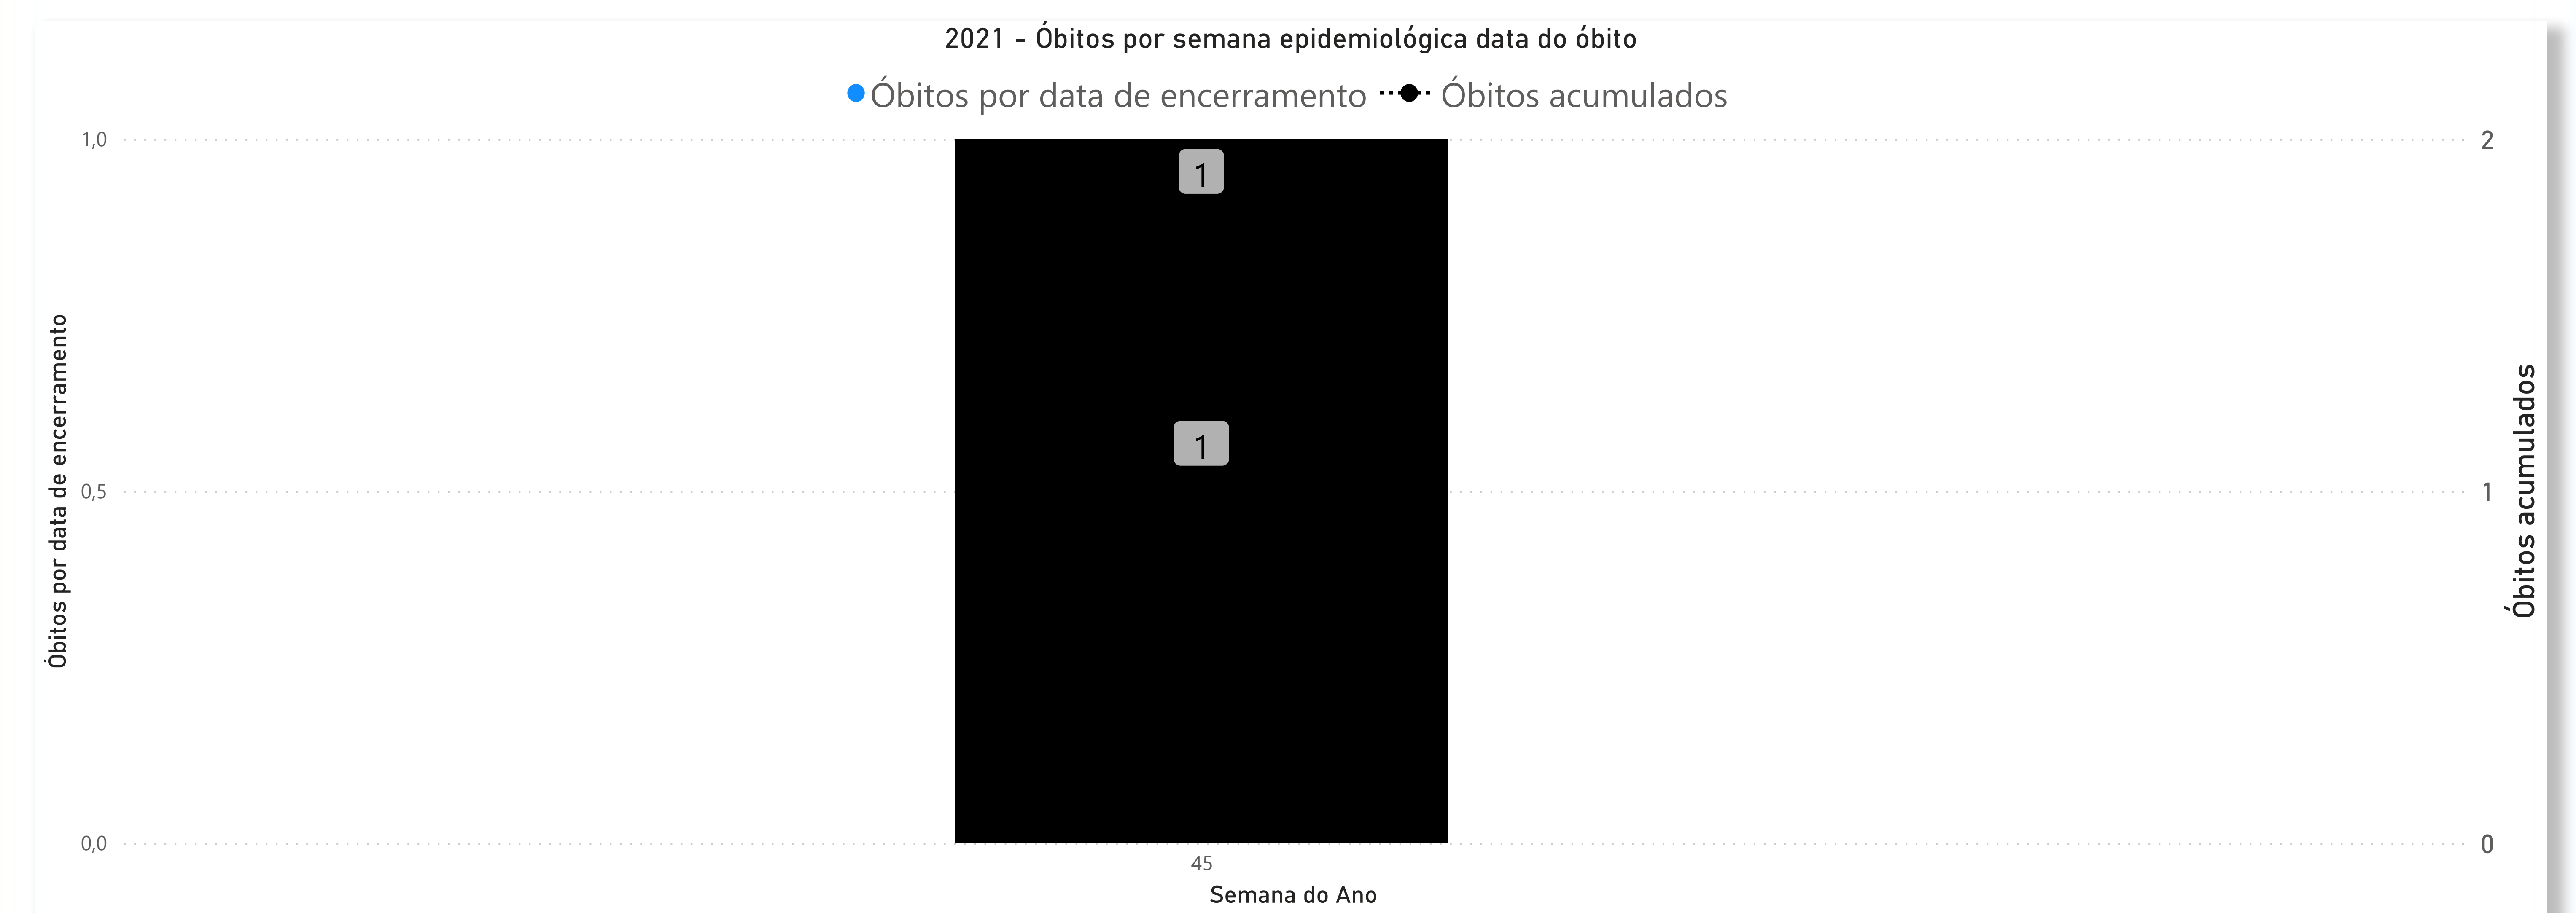 2021 - Óbitos por semana epidemiológica data do óbito
Óbitos por data de encerramento Óbitos acumulados
1,0
0,5
0,0
Óbitos por data de encerramento
1
1
2
1
0
Óbitos acumulados
45
Semana do Ano